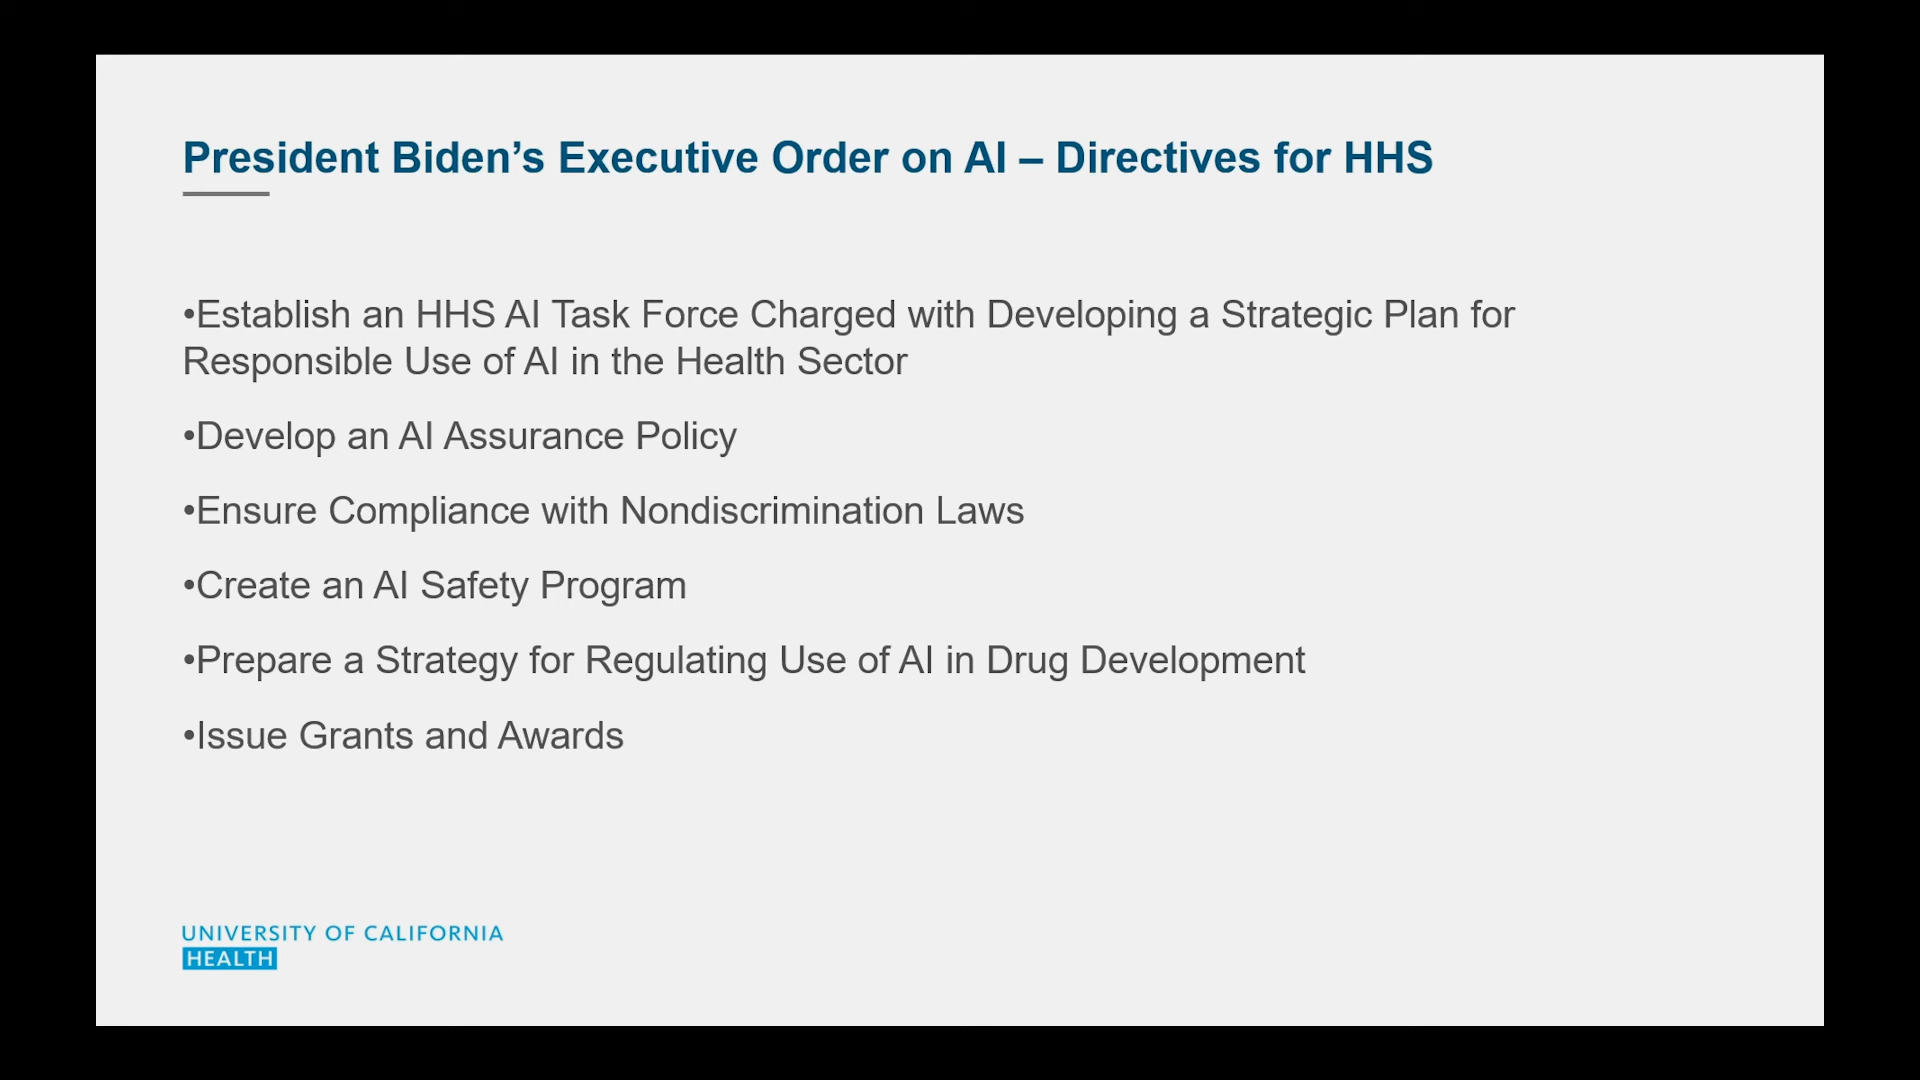 President Biden’s Executive Order on AI – Directives for HHS
•Establish an HHS AI Task Force Charged with Developing a Strategic Plan for
Responsible Use of AI in the Health Sector
•Develop an AI Assurance Policy
•Ensure Compliance with Nondiscrimination Laws
•Create an AI Safety Program
•Prepare a Strategy for Regulating Use of AI in Drug Development
•Issue Grants and Awards
UNIVERSITY OF CALIFORNIA
HEALTH